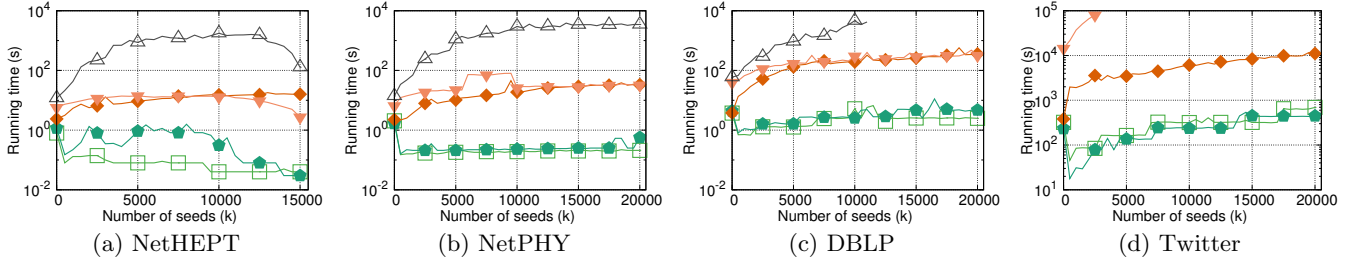 10^4
10^2
10^0
10^-2
Running time (s)
0 5000 10000 15000
Number of seeds (k)
(a) NetHEPT
10^4
10^2
10^0
10^-2
Running time (s)
0 5000 10000 15000 20000
Number of seeds (k)
(b) NetPHY
10^4
10^2
10^0
10^-2
Running time (s)
0 5000 10000 15000 20000
Number of seeds (k)
(c) DBLP
10^5
10^4
10^3
10^2
10^1
Running time (s)
0 5000 10000 15000 20000
Number of seeds (k)
(d) Twitter